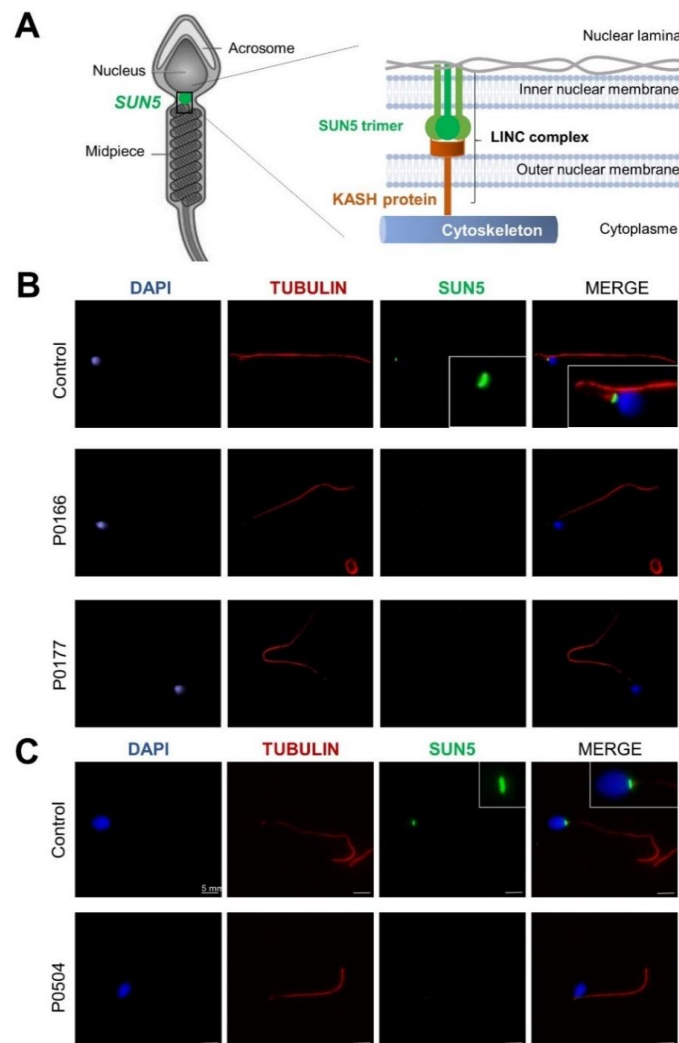 A
Acrosome
Nucleus
SUN5
Midpiece
Nuclear lamina
Inner nuclear membrane
SUN5 trimer
LINC complex
Outer nuclear membrane
KASH protein
Cytoskeleton
Cytoplasme
B
DAPI TUBULIN SUN5 MERGE
Control
P0166
P0177
C
DAPI TUBULIN SUN5 MERGE
Control
5 mm
P0504